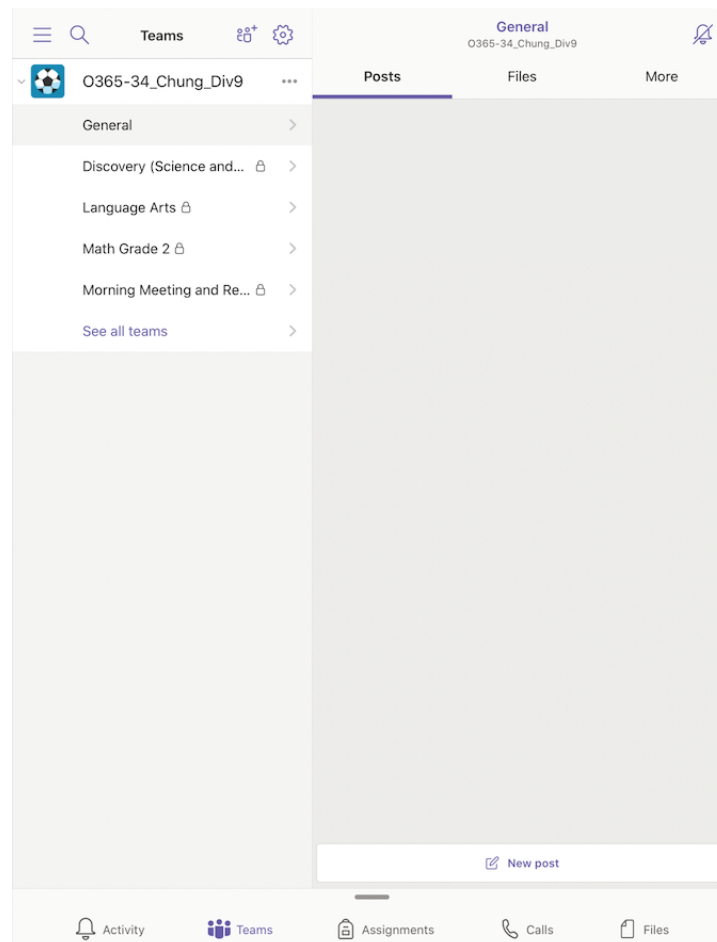 Teams
O365-34_Chung_Div9
General
Discovery (Science and...
Language Arts
Math Grade 2
Morning Meeting and Re...
See all teams
General
O365-34_Chung_Div9
Posts Files More
New post
Activity Teams Assignments Calls Files